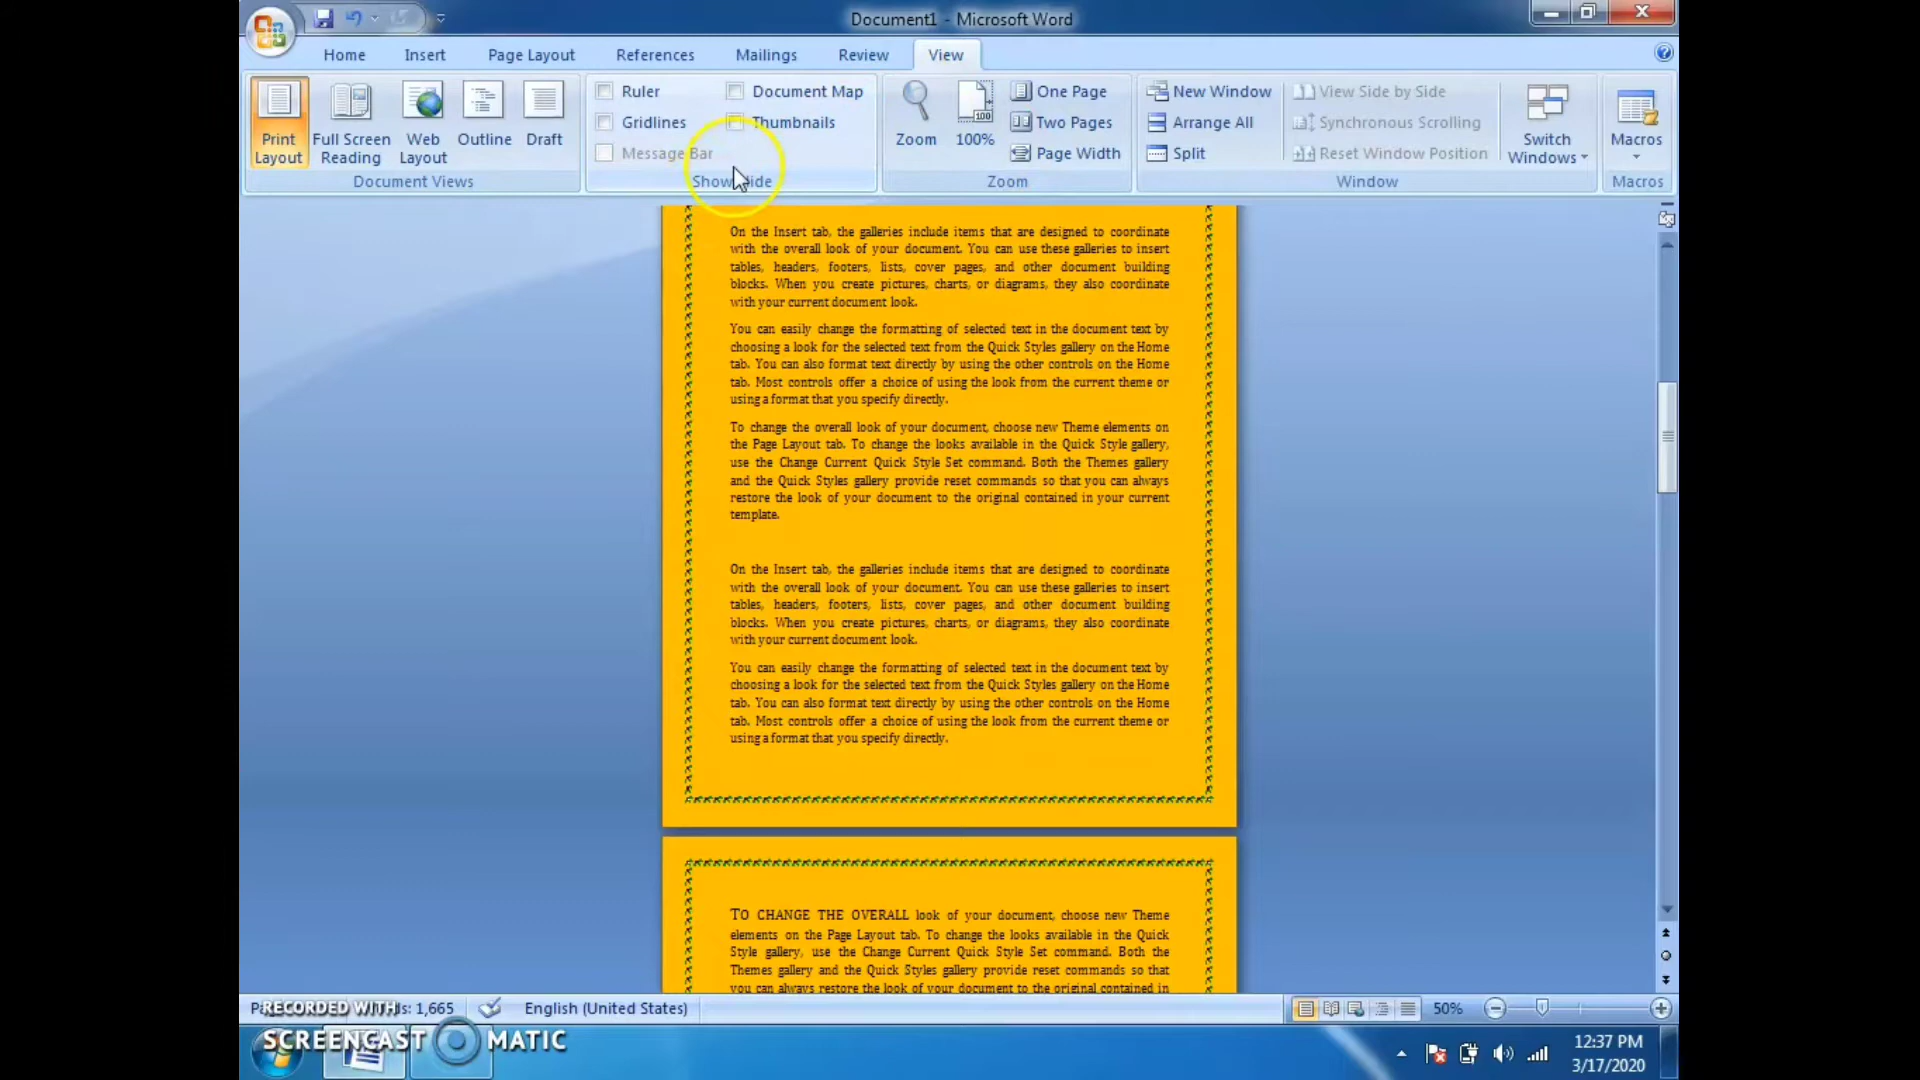 Document1 - Microsoft Word
Home Insert Page Layout References Mailings Review View
Print Layout
Full Screen Reading
Web Layout
Outline
Draft
Document Views
Ruler
Gridlines
Message Bar
Document Map
Thumbnails
Zoom
100%
One Page
Two Pages
Page Width
Zoom
New Window
Arrange All
Split
View Side by Side
Synchronous Scrolling
Reset Window Position
Window
Switch Windows
Macros
Macros
On the Insert tab, the galleries include items that are designed to coordinate
with the overall look of your document. You can use these galleries to insert
tables, headers, footers, lists, cover pages, and other document building
blocks. When you create pictures, charts, or diagrams, they also coordinate
with your current document look.
You can easily change the formatting of selected text in the document text by
choosing a look for the selected text from the Quick Styles gallery on the Home
tab. You can also format text directly by using the other controls on the Home
tab. Most controls offer a choice of using the look from the current theme or
using a format that you specify directly.
To change the overall look of your document, choose new Theme elements on
the Page Layout tab. To change the looks available in the Quick Style gallery,
use the Change Current Quick Style Set command. Both the Themes gallery
and the Quick Styles gallery provide reset commands so that you can always
restore the look of your document to the original contained in your current
template.
On the Insert tab, the galleries include items that are designed to coordinate
with the overall look of your document. You can use these galleries to insert
tables, headers, footers, lists, cover pages, and other document building
blocks. When you create pictures, charts, or diagrams, they also coordinate
with your current document look.
You can easily change the formatting of selected text in the document text by
choosing a look for the selected text from the Quick Styles gallery on the Home
tab. You can also format text directly by using the other controls on the Home
tab. Most controls offer a choice of using the look from the current theme or
using a format that you specify directly.
TO CHANGE THE OVERALL look of your document, choose new Theme
elements on the Page Layout tab. To change the looks available in the Quick
Style gallery, use the Change Current Quick Style Set command. Both the
Themes gallery and the Quick Styles gallery provide reset commands so that
you can always restore the look of your document to the original contained in
1,665 English (United States) 50%
RECORDED WITH
SCREENCAST MATIC
12:37 PM
3/17/2020